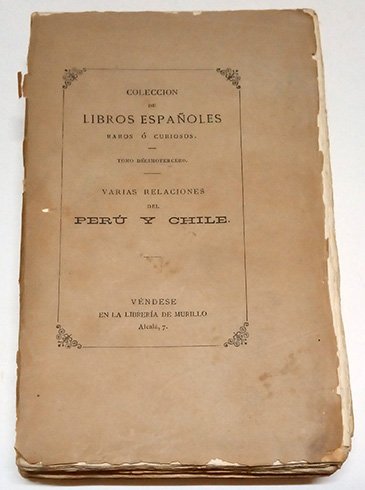 COLECCION
DE
LIBROS ESPAÑOLES
RAROS Ó CURIOSOS.
TOMO DÉCIMOTERCERO.
VARIAS RELACIONES
DEL
PERÚ Y CHILE.
VÉNDESE
EN LA LIBRERÍA DE MURILLO
Alcalá, 7.